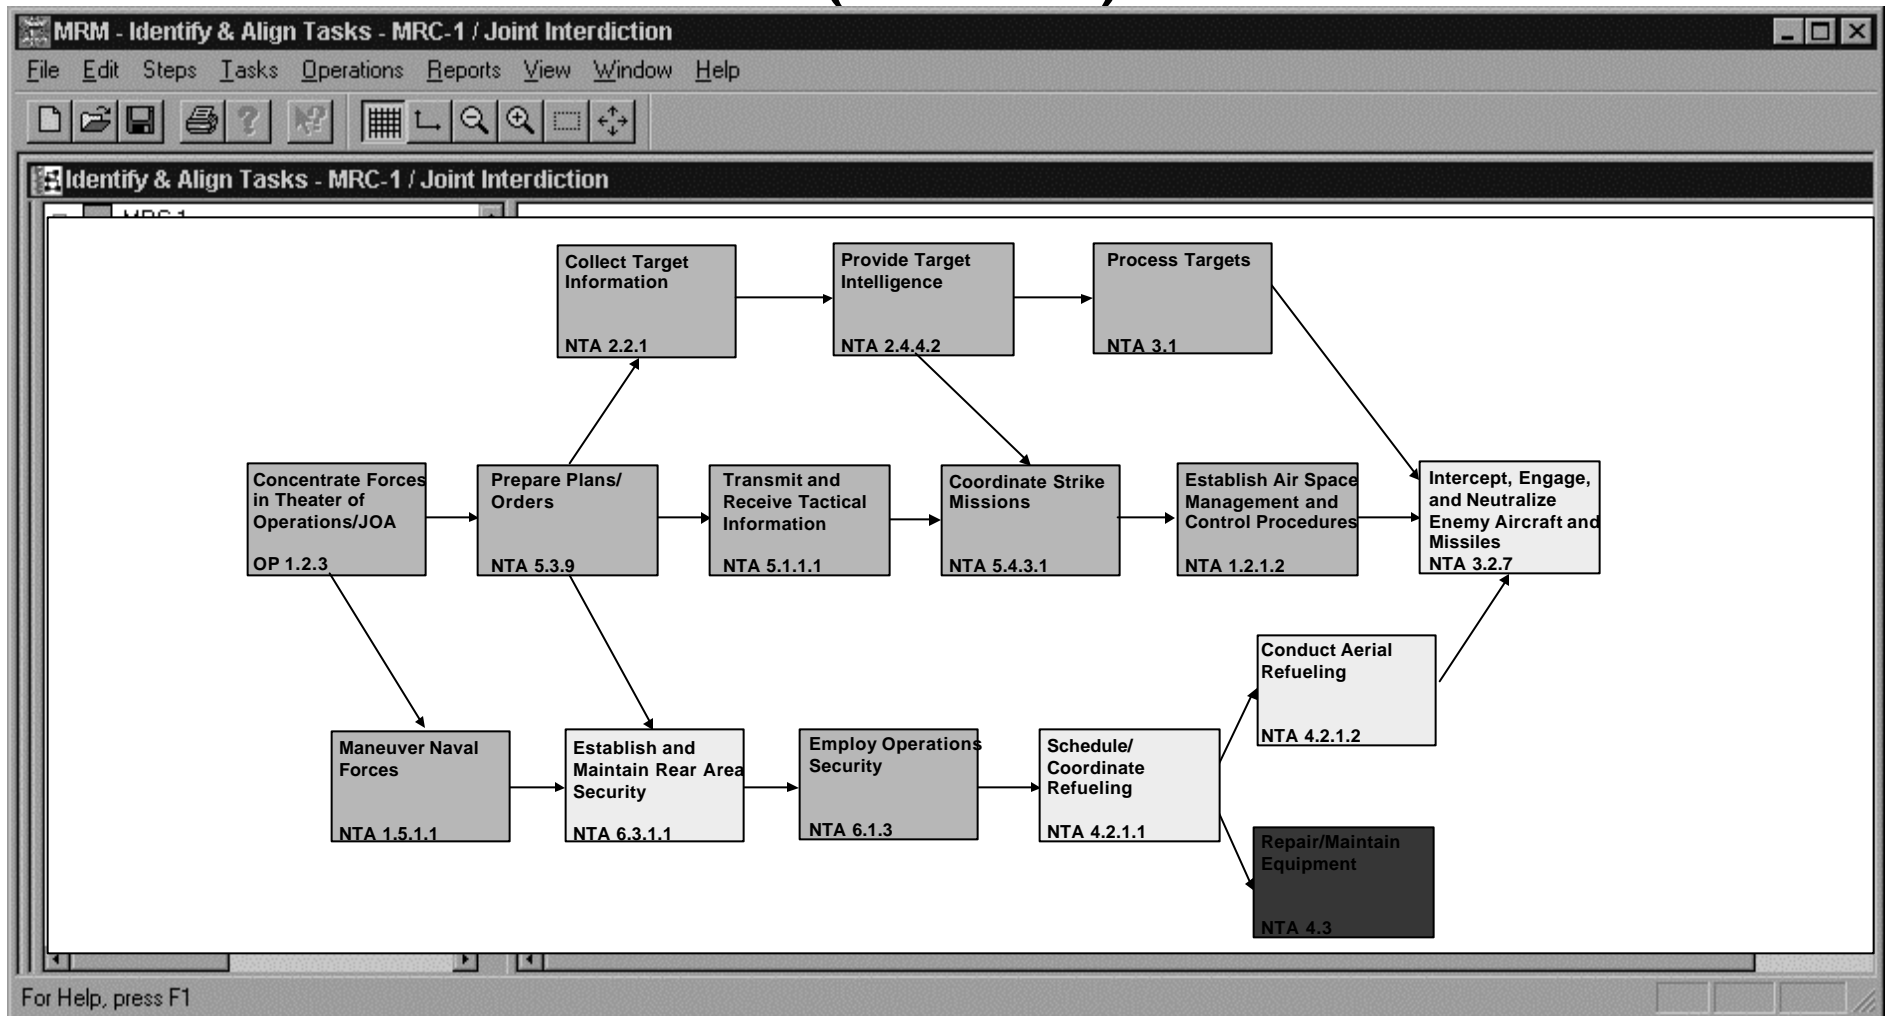 MRM - Identify & Align Tasks - MRC-1 / Joint Interdiction
File Edit Steps Tasks Operations Reports View Window Help
Identify & Align Tasks - MRC-1 / Joint Interdiction
MRC-1
Collect Target
Information
NTA 2.2.1
Provide Target
Intelligence
NTA 2.4.4.2
Process Targets
NTA 3.1
Concentrate Forces
in Theater of
Operations/JOA
OP 1.2.3
Prepare Plans/
Orders
NTA 5.3.9
Transmit and
Receive Tactical
Information
NTA 5.1.1.1
Coordinate Strike
Missions
NTA 5.4.3.1
Establish Air Space
Management and
Control Procedures
NTA 1.2.1.2
Intercept, Engage,
and Neutralize
Enemy Aircraft and
Missiles
NTA 3.2.7
Conduct Aerial
Refueling
NTA 4.2.1.2
Maneuver Naval
Forces
NTA 1.5.1.1
Establish and
Maintain Rear Area
Security
NTA 6.3.1.1
Employ Operations
Security
NTA 6.1.3
Schedule/
Coordinate
Refueling
NTA 4.2.1.1
Repair/Maintain
Equipment
NTA 4.3
For Help, press F1